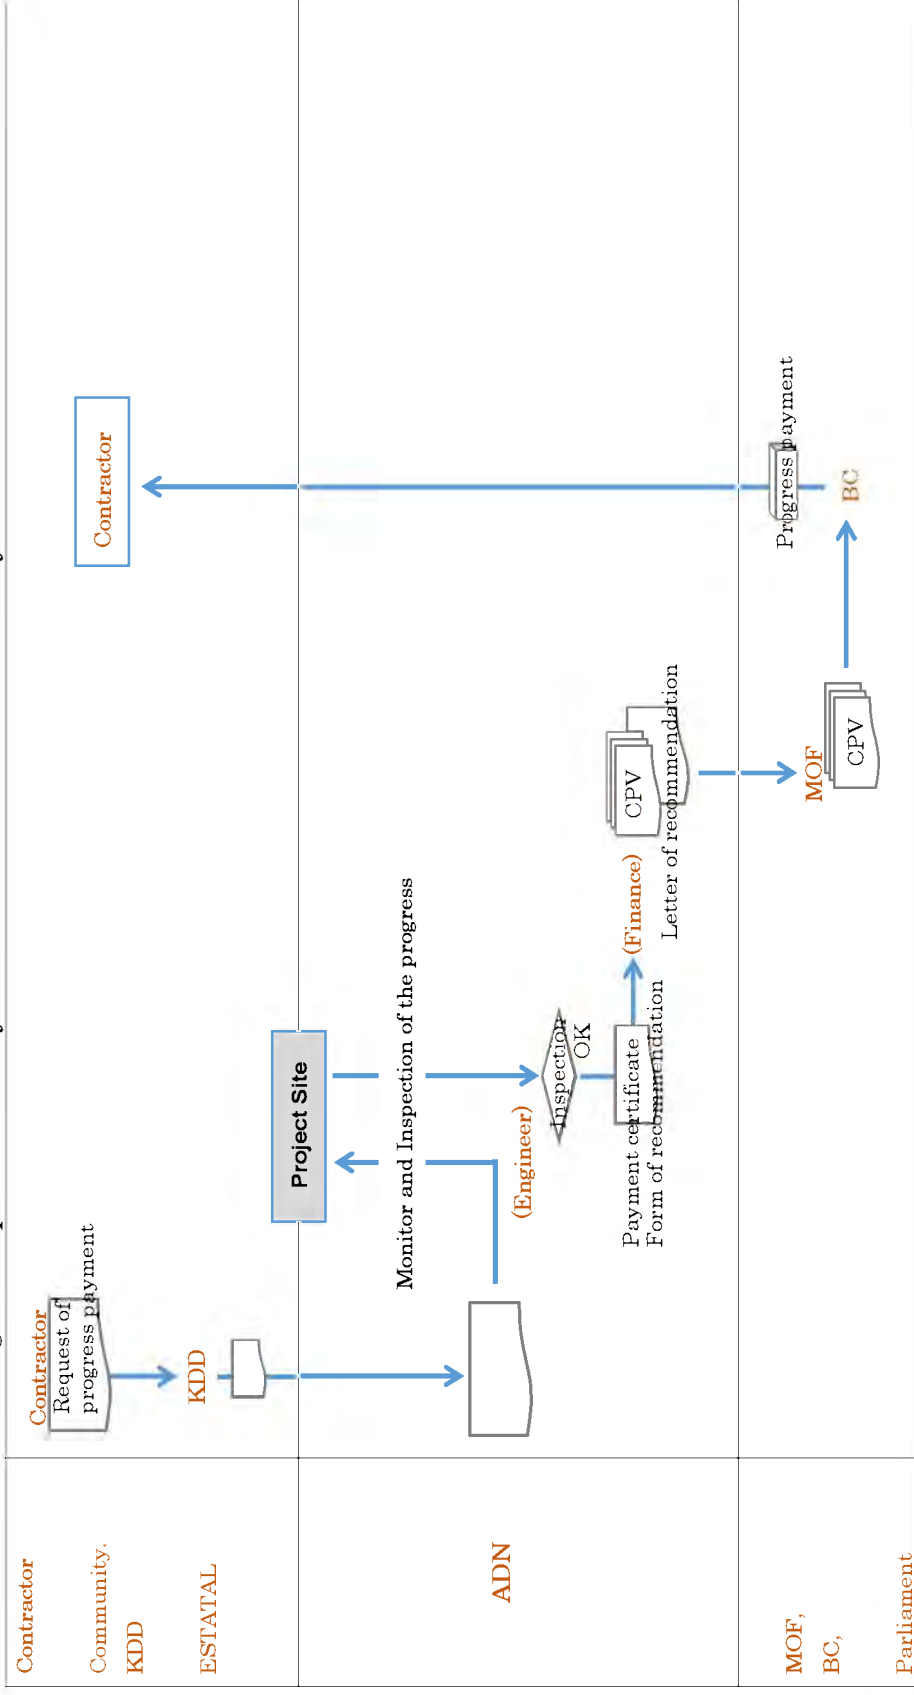 Contractor
Community,
KDD
ESTATAL
Contractor
Request of
progress payment
KDD
Contractor
ADN
Project Site
Monitor and Inspection of the progress
(Engineer)
Inspection
OK
Payment certificate
Form of recommendation
(Finance)
CPV
Letter of recommendation
MOF,
BC,
Parliament
MOF
CPV
BC
Progress payment